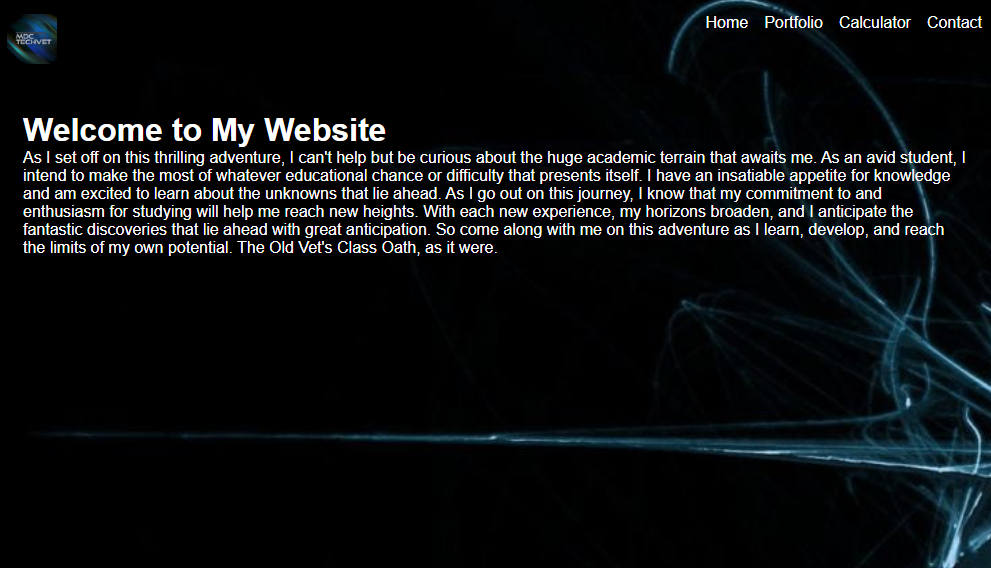 MDC
TECHVET
Home Portfolio Calculator Contact
Welcome to My Website
As I set off on this thrilling adventure, I can't help but be curious about the huge academic terrain that awaits me. As an avid student, I
intend to make the most of whatever educational chance or difficulty that presents itself. I have an insatiable appetite for knowledge
and am excited to learn about the unknowns that lie ahead. As I go out on this journey, I know that my commitment to and
enthusiasm for studying will help me reach new heights. With each new experience, my horizons broaden, and I anticipate the
fantastic discoveries that lie ahead with great anticipation. So come along with me on this adventure as I learn, develop, and reach
the limits of my own potential. The Old Vet's Class Oath, as it were.